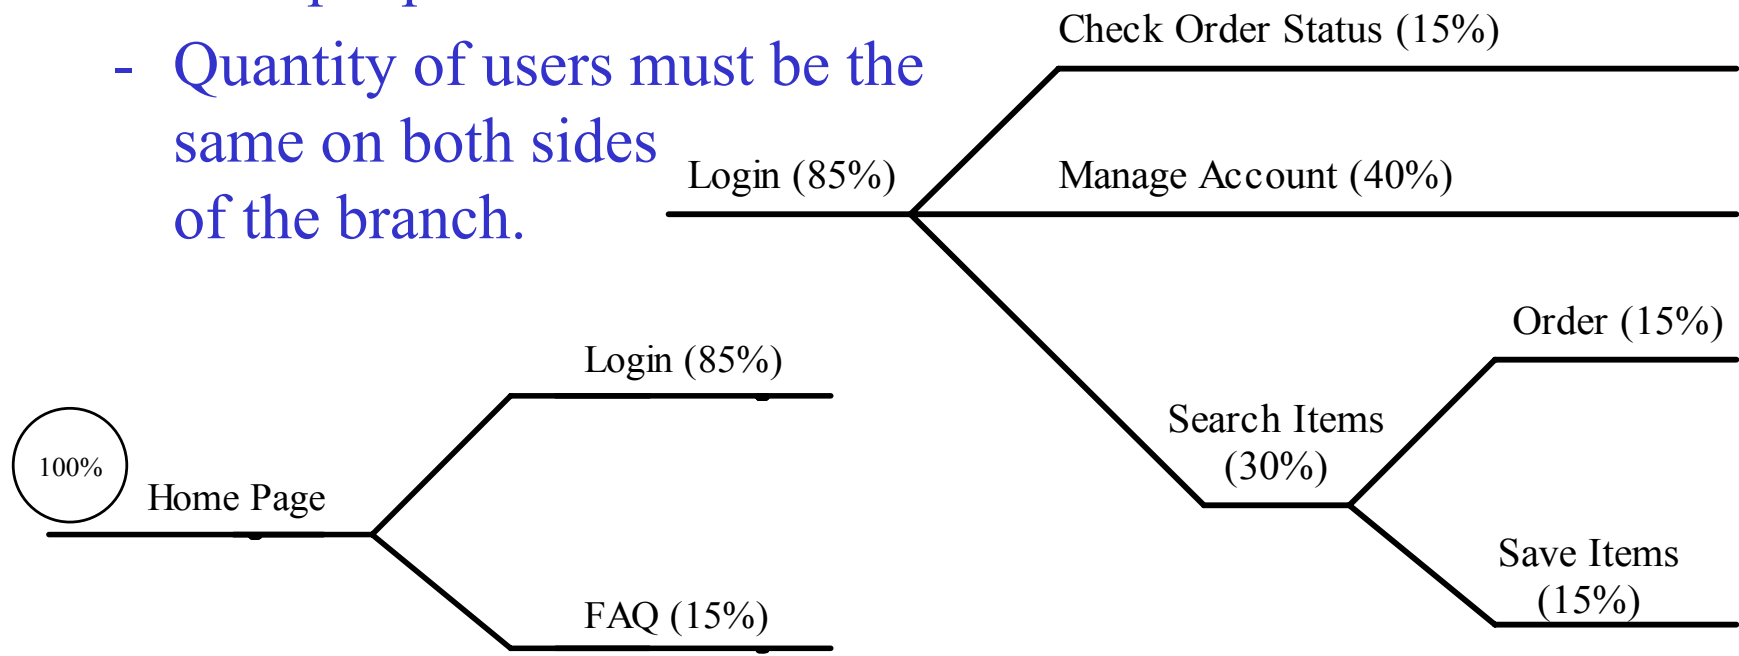 - Quantity of users must be the
same on both sides
of the branch.
Check Order Status (15%)
Login (85%)
Manage Account (40%)
Order (15%)
Search Items
(30%)
Save Items
(15%)
Login (85%)
100%
Home Page
FAQ (15%)